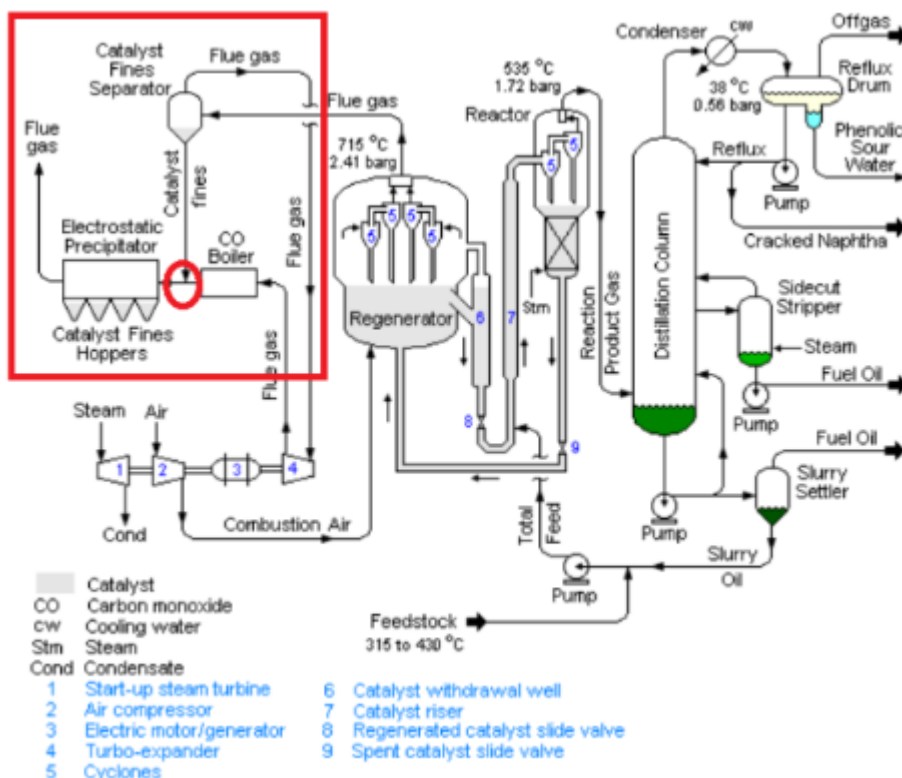 Catalyst
Fines
Separator
Flue gas
Flue gas
Flue
gas
Catalyst
fines
Flue gas
Electrostatic
Precipitator
CO
Boiler
Catalyst Fines
Hoppers
Flue gas
715 °C
2.41 barg
535 °C
1.72 barg
Reactor
5
5
5
5
5
5
Regenerator
6
7
Stm
8
9
Reaction
Product Gas
Steam
Air
1
2
3
4
Cond
Combustion Air
Total
Feed
Condenser
cw
38 °C
0.56 barg
Offgas
Reflux
Drum
Phenolic
Sour
Water
Reflux
Pump
Cracked Naphtha
Distillation Column
Sidecut
Stripper
Steam
Fuel Oil
Pump
Fuel Oil
Slurry
Settler
Pump
Slurry
Oil
Pump
Feedstock
315 to 430 °C
Catalyst
CO Carbon monoxide
cw Cooling water
Stm Steam
Cond Condensate
1 Start-up steam turbine
2 Air compressor
3 Electric motor/generator
4 Turbo-expander
5 Cyclones
6 Catalyst withdrawal well
7 Catalyst riser
8 Regenerated catalyst slide valve
9 Spent catalyst slide valve